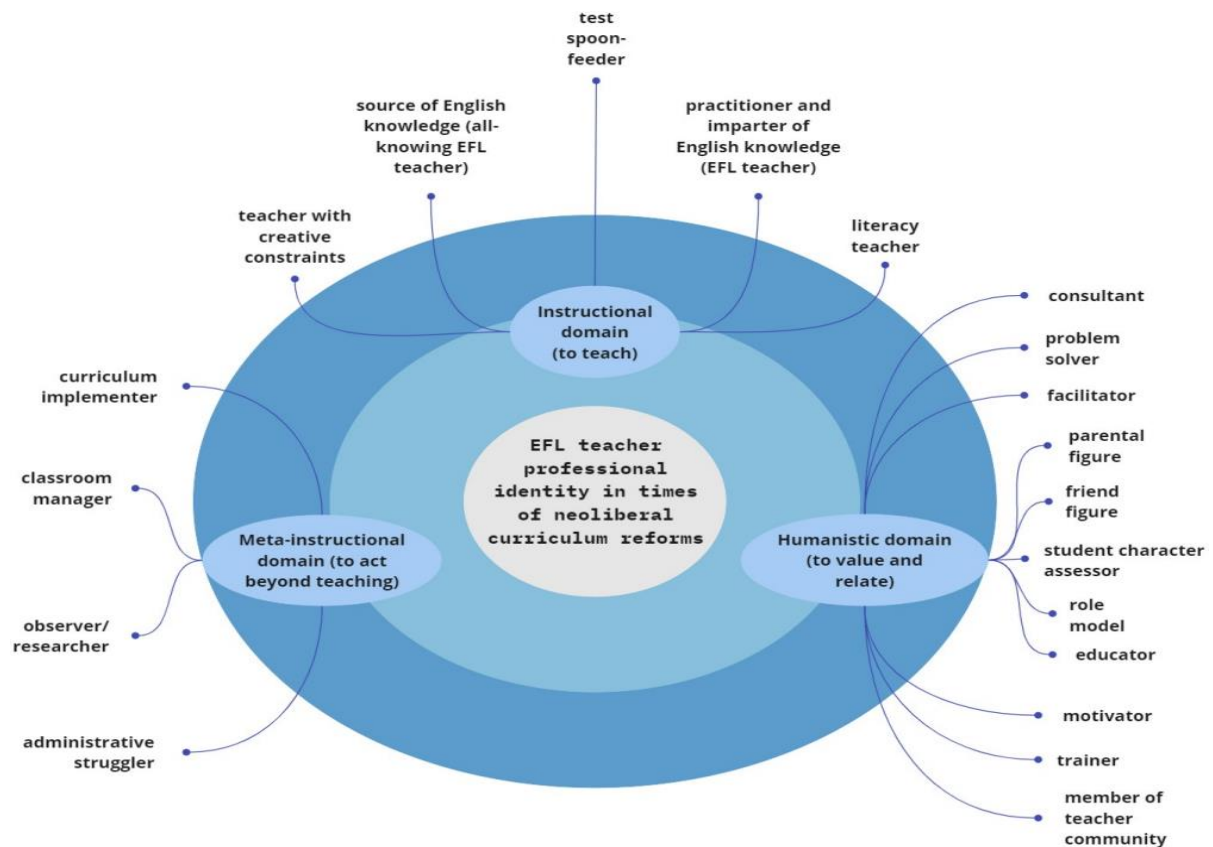 test
spoon-
feeder
source of English
knowledge (all-
knowing EFL
teacher)
practitioner and
imparter of
English knowledge
(EFL teacher)
teacher with
creative
constraints
literacy
teacher
Instructional
domain
(to teach)
consultant
problem
solver
facilitator
parental
figure
friend
figure
student character
assessor
role
model
educator
motivator
trainer
member of
teacher
community
Humanistic domain
(to value and
relate)
EFL teacher
professional
identity in times
of neoliberal
curriculum reforms
curriculum
implementer
classroom
manager
Meta-instructional
domain (to act
beyond teaching)
observer/
researcher
administrative
struggler